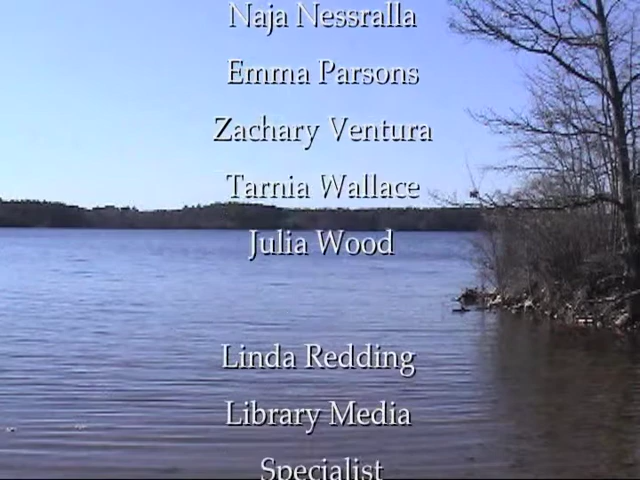 Naja Nessralla
Emma Parsons
Zachary Ventura
Tarnia Wallace
Julia Wood
Linda Redding
Library Media
Specialist